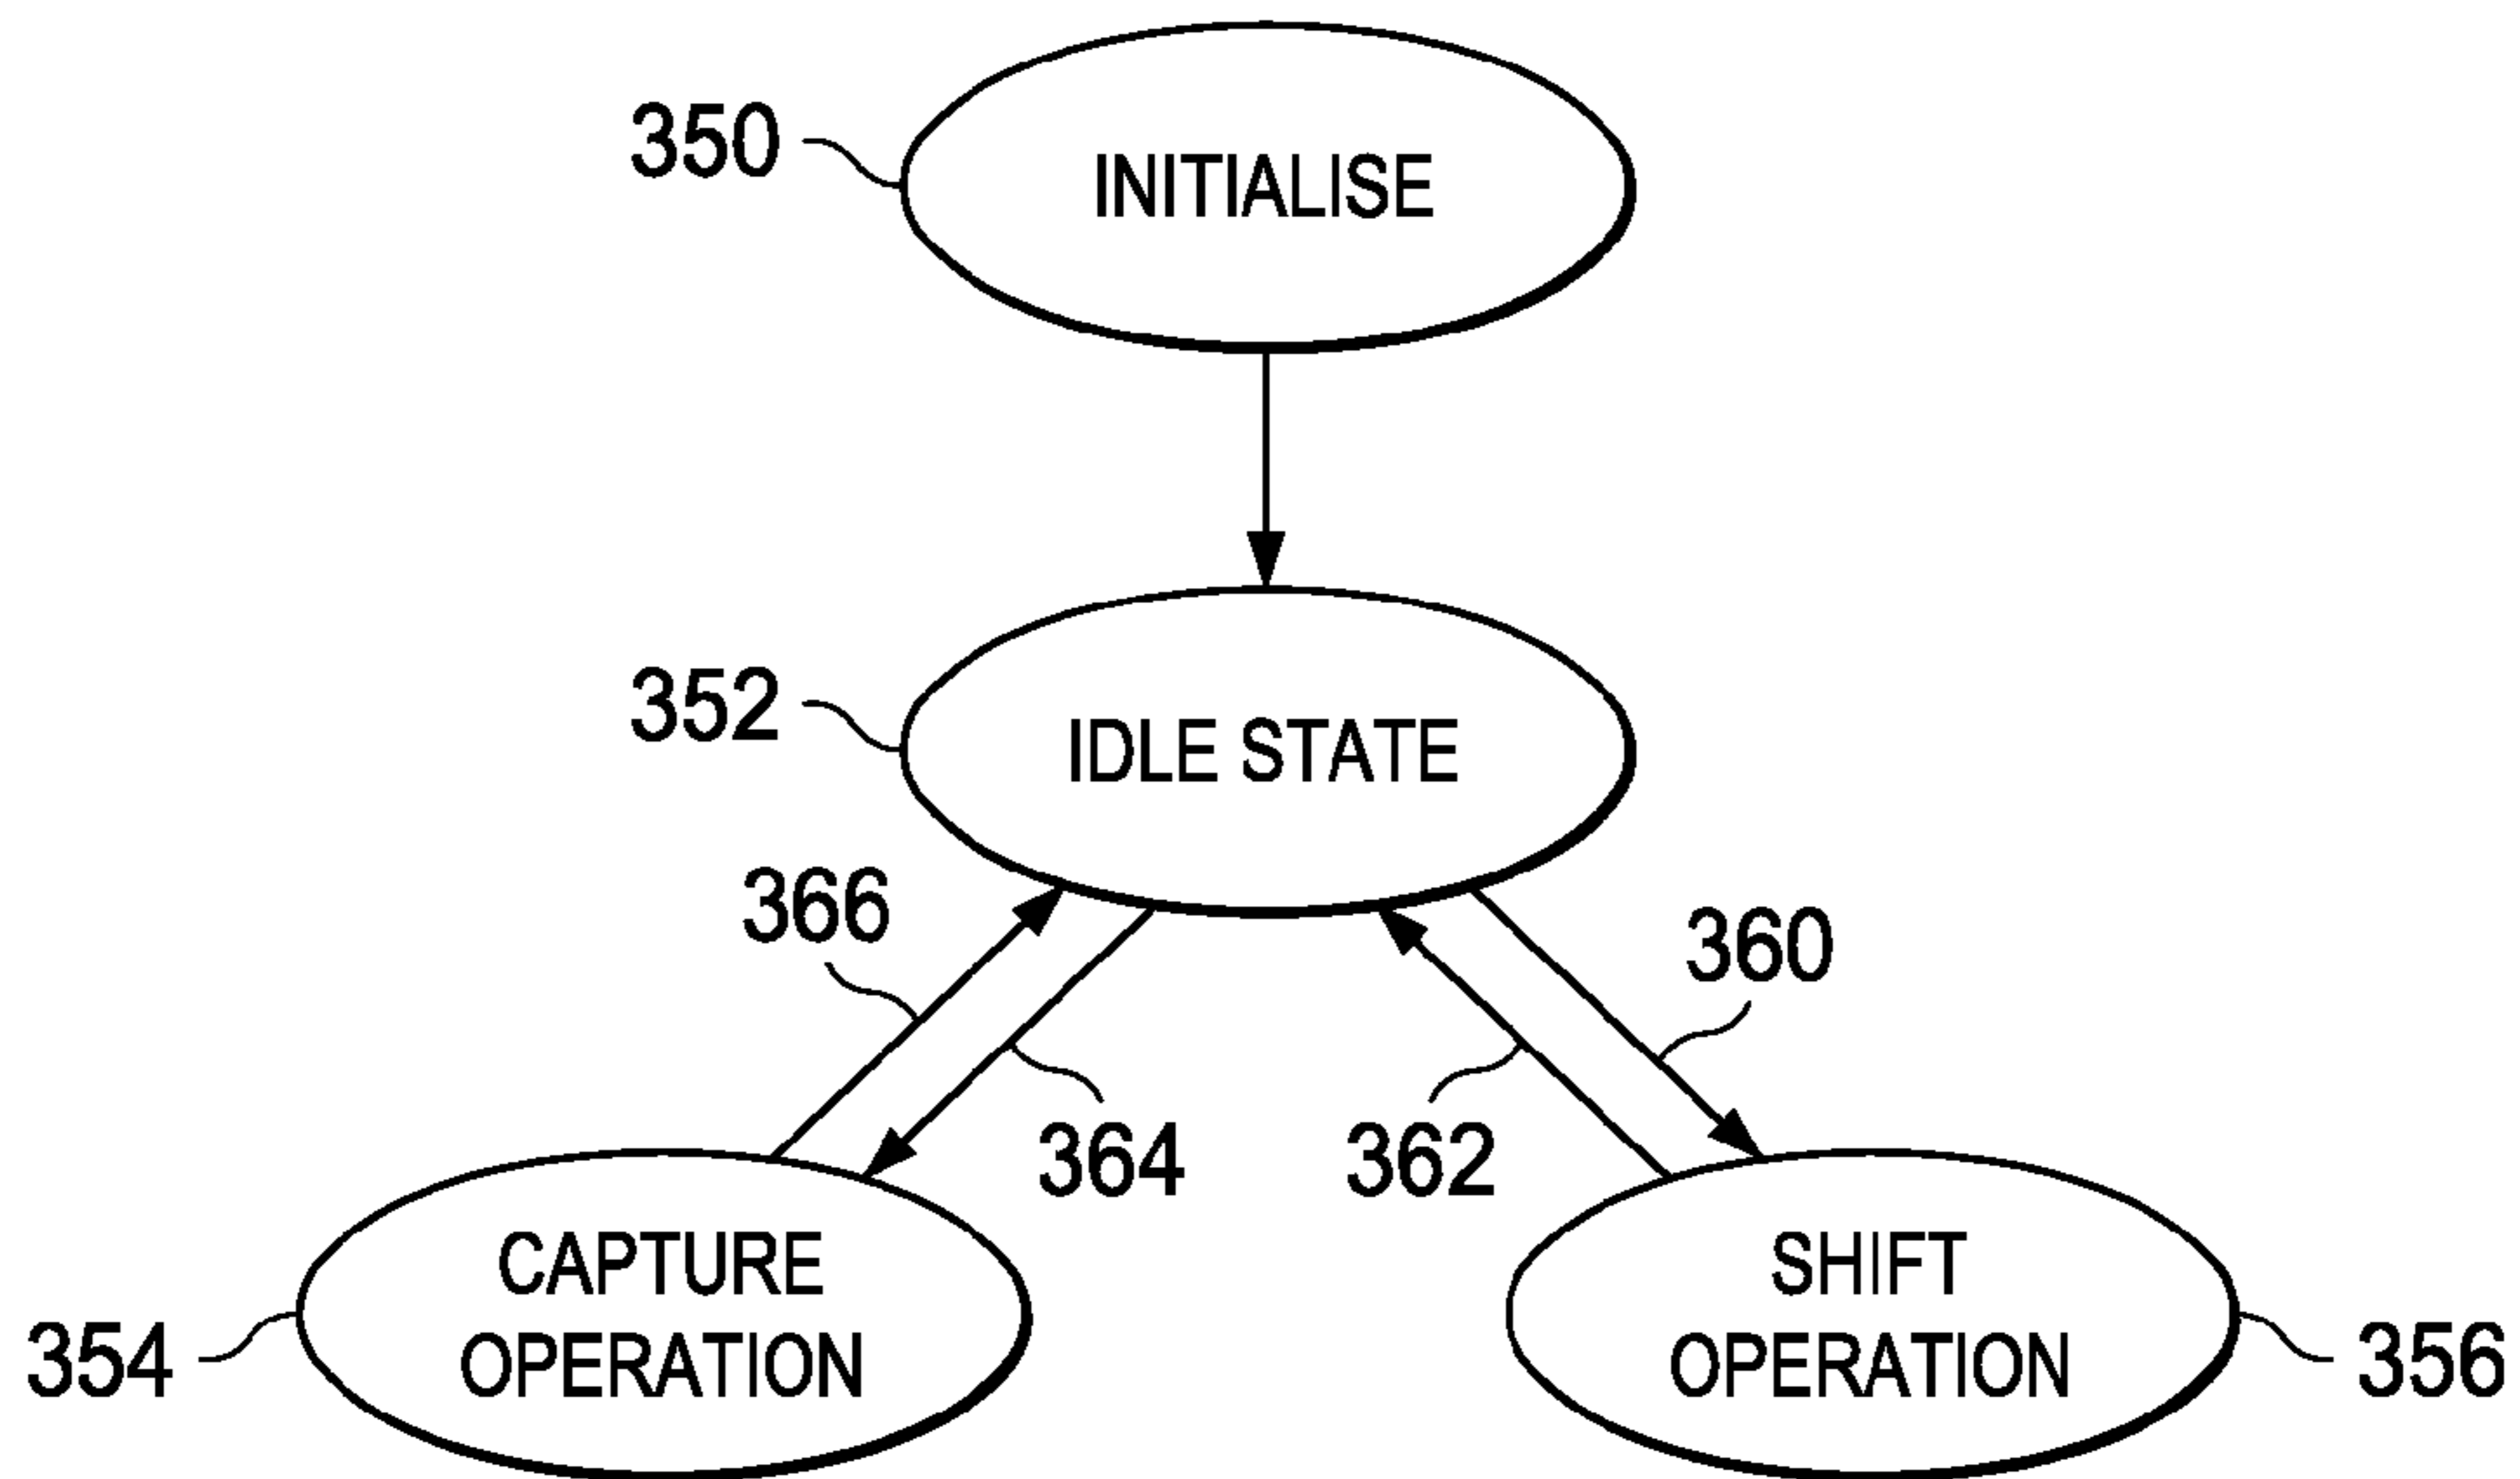 350
INITIALISE
352
IDLE STATE
366
360
364
362
CAPTURE
OPERATION
354
SHIFT
OPERATION
356